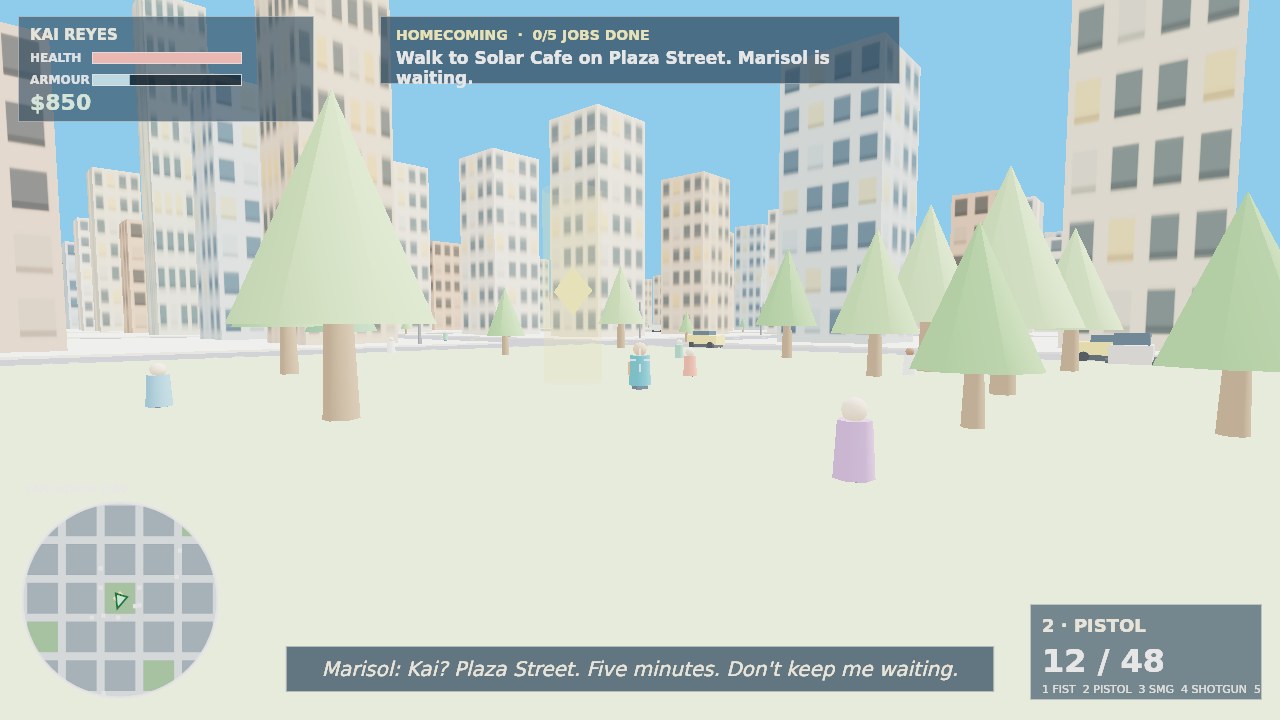 KAI REYES
HEALTH
ARMOUR
$850
HOMECOMING · 0/5 JOBS DONE
Walk to Solar Cafe on Plaza Street. Marisol is
waiting.
Marisol: Kai? Plaza Street. Five minutes. Don't keep me waiting.
2 · PISTOL
12 / 48
1 FIST 2 PISTOL 3 SMG 4 SHOTGUN 5